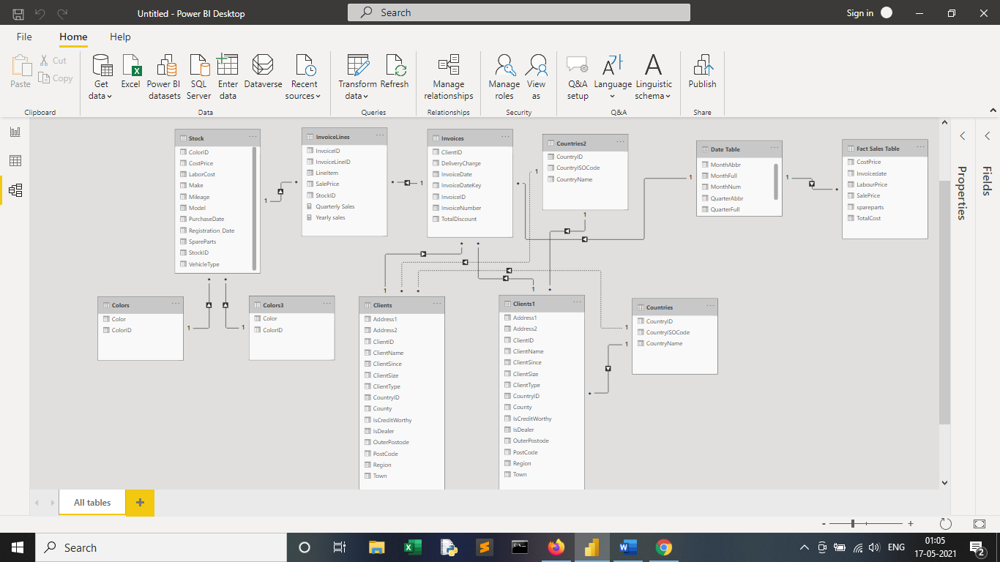 Untitled - Power BI Desktop
Search
Sign in
File
Home
Help
Paste
Cut
Copy
Clipboard
Get data
Excel
Power BI datasets
SQL Server
Enter data
Dataverse
Recent sources
Data
Transform data
Refresh
Queries
Manage relationships
Relationships
Manage roles
View as
Security
Q&A setup
Language
Linguistic schema
Q&A
Publish
Share
Stock
ColorID
CostPrice
LaborCost
Make
Mileage
Model
PurchaseDate
Registration_Date
SpareParts
StockID
VehicleType
InvoiceLines
InvoiceID
InvoiceLineID
LineItem
SalePrice
StockID
Quarterly Sales
Yearly sales
Invoices
ClientID
DeliveryCharge
InvoiceDate
InvoiceDateKey
InvoiceID
InvoiceNumber
TotalDiscount
Countries2
CountryID
CountryISOCode
CountryName
Date Table
MonthAbbr
MonthFull
MonthNum
QuarterAbbr
QuarterFull
Fact Sales Table
CostPrice
Invoicedate
LabourPrice
SalePrice
spareparts
TotalCost
1
*
*
1
1
*
1
1
*
1
*
*
1
*
*
1
*
1
*
*
Colors
Color
ColorID
1
1
Colors3
Color
ColorID
Clients
Address1
Address2
ClientID
ClientName
ClientSince
ClientSize
ClientType
CountryID
County
IsCreditWorthy
IsDealer
OuterPostode
PostCode
Region
Town
Clients1
Address1
Address2
ClientID
ClientName
ClientSince
ClientSize
ClientType
CountryID
County
IsCreditWorthy
IsDealer
OuterPostode
PostCode
Region
Town
1
1
*
Countries
CountryID
CountryISOCode
CountryName
Properties
Fields
All tables
+
- +
Search
ENG
01:05
17-05-2021
2